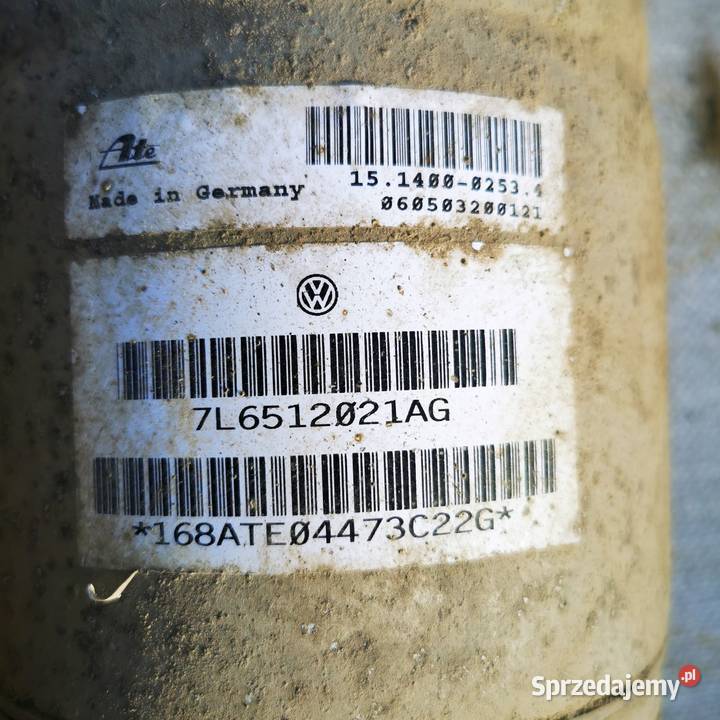 Ate
Made in Germany
15.1400-0253.4
060503200121
7L6512021AG
*168ATE04473C22G*
Sprzedajemy.pl